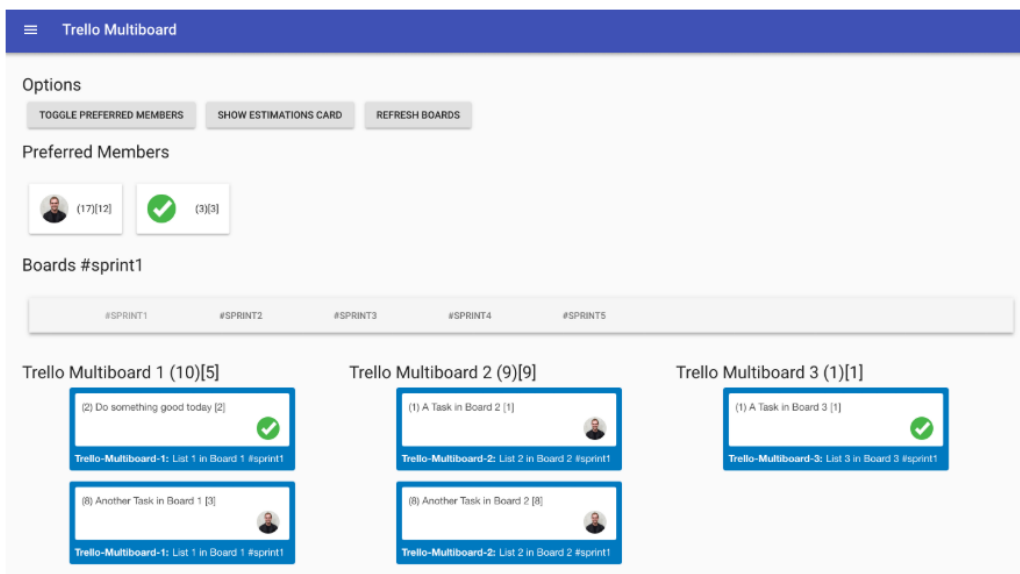 Trello Multiboard
Options
TOGGLE PREFERRED MEMBERS SHOW ESTIMATIONS CARD REFRESH BOARDS
Preferred Members
(17)[12] (3)[3]
Boards #sprint1
#SPRINT1 #SPRINT2 #SPRINT3 #SPRINT4 #SPRINT5
Trello Multiboard 1 (10)[5]
(2) Do something good today [2]
Trello-Multiboard-1: List 1 in Board 1 #sprint1
(8) Another Task in Board 1 [3]
Trello-Multiboard-1: List 1 in Board 1 #sprint1
Trello Multiboard 2 (9)[9]
(1) A Task in Board 2 [1]
Trello-Multiboard-2: List 2 in Board 2 #sprint1
(8) Another Task in Board 2 [8]
Trello-Multiboard-2: List 2 in Board 2 #sprint1
Trello Multiboard 3 (1)[1]
(1) A Task in Board 3 [1]
Trello-Multiboard-3: List 3 in Board 3 #sprint1